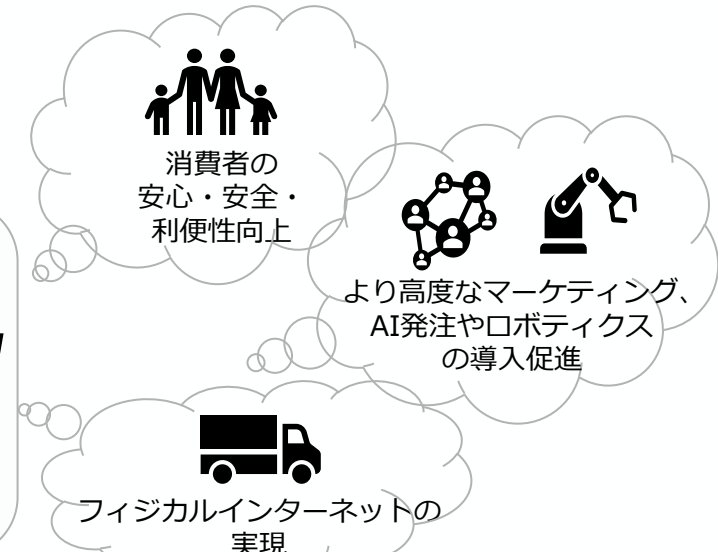 消費者の
安心・安全・
利便性向上
より高度なマーケティング、
AI発注やロボティクス
の導入促進
フィジカルインターネットの
実現